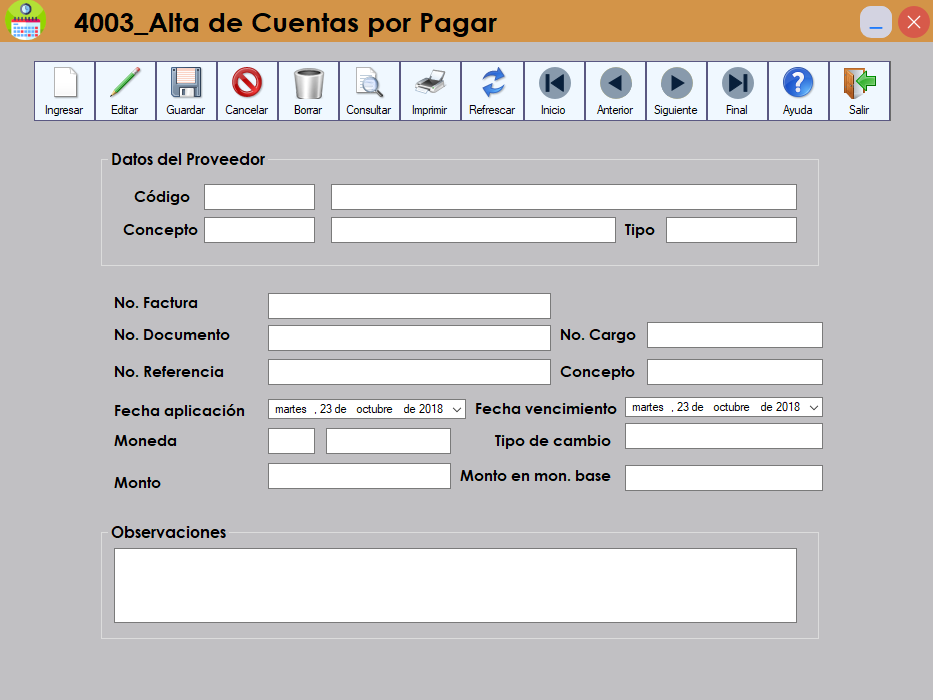 4003_Alta de Cuentas por Pagar
Ingresar Editar Guardar Cancelar Borrar Consultar Imprimir Refrescar Inicio Anterior Siguiente Final Ayuda Salir
Datos del Proveedor
Código
Concepto Tipo
No. Factura
No. Documento No. Cargo
No. Referencia Concepto
Fecha aplicación martes , 23 de octubre de 2018 Fecha vencimiento martes , 23 de octubre de 2018
Moneda Tipo de cambio
Monto Monto en mon. base
Observaciones